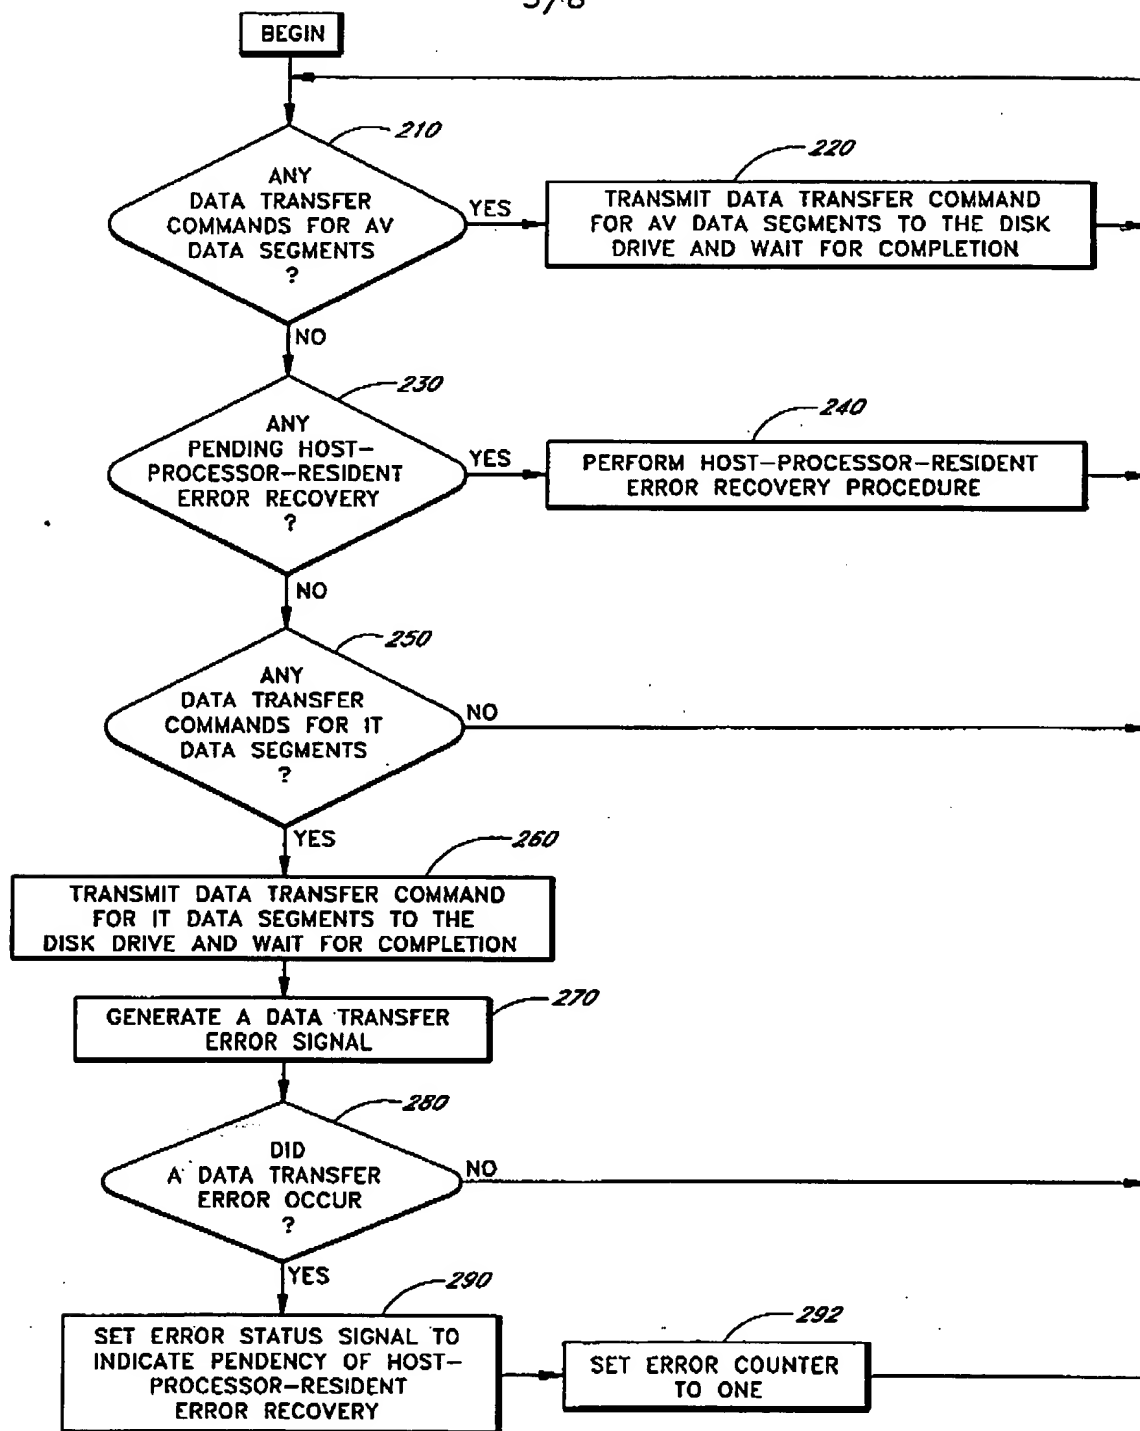 3/8
BEGIN
210
ANY
DATA TRANSFER
COMMANDS FOR AV
DATA SEGMENTS
?
YES
220
TRANSMIT DATA TRANSFER COMMAND
FOR AV DATA SEGMENTS TO THE DISK
DRIVE AND WAIT FOR COMPLETION
NO
230
ANY
PENDING HOST-
PROCESSOR-RESIDENT
ERROR RECOVERY
?
YES
240
PERFORM HOST-PROCESSOR-RESIDENT
ERROR RECOVERY PROCEDURE
NO
250
ANY
DATA TRANSFER
COMMANDS FOR IT
DATA SEGMENTS
?
NO
YES
260
TRANSMIT DATA TRANSFER COMMAND
FOR IT DATA SEGMENTS TO THE
DISK DRIVE AND WAIT FOR COMPLETION
270
GENERATE A DATA TRANSFER
ERROR SIGNAL
280
DID
A DATA TRANSFER
ERROR OCCUR
?
NO
YES
290
SET ERROR STATUS SIGNAL TO
INDICATE PENDENCY OF HOST-
PROCESSOR-RESIDENT
ERROR RECOVERY
292
SET ERROR COUNTER
TO ONE